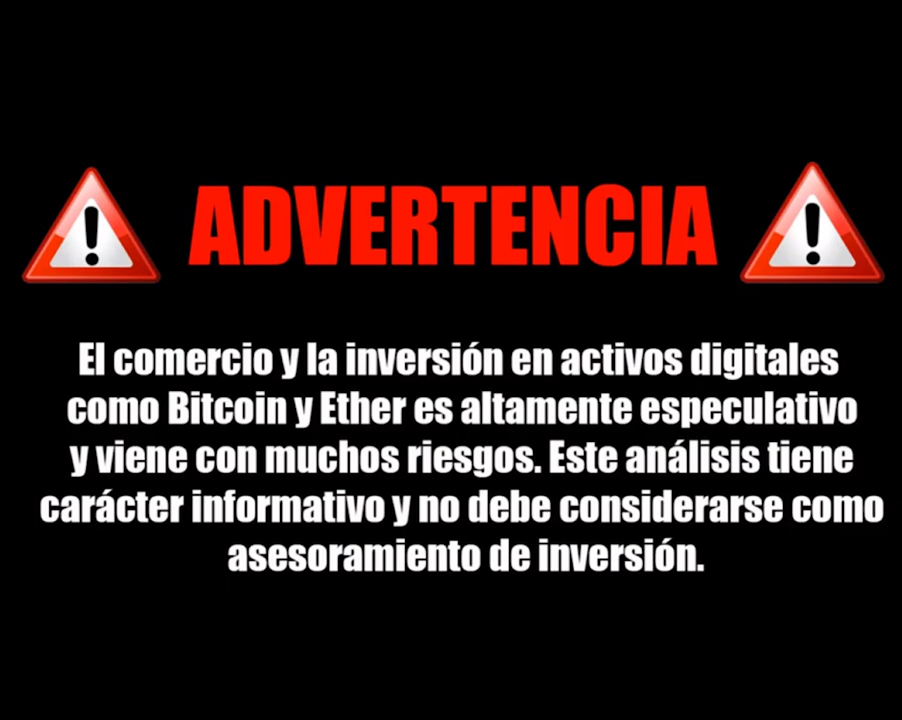 ADVERTENCIA
El comercio y la inversión en activos digitales
como Bitcoin y Ether es altamente especulativo
y viene con muchos riesgos. Este análisis tiene
carácter informativo y no debe considerarse como
asesoramiento de inversión.